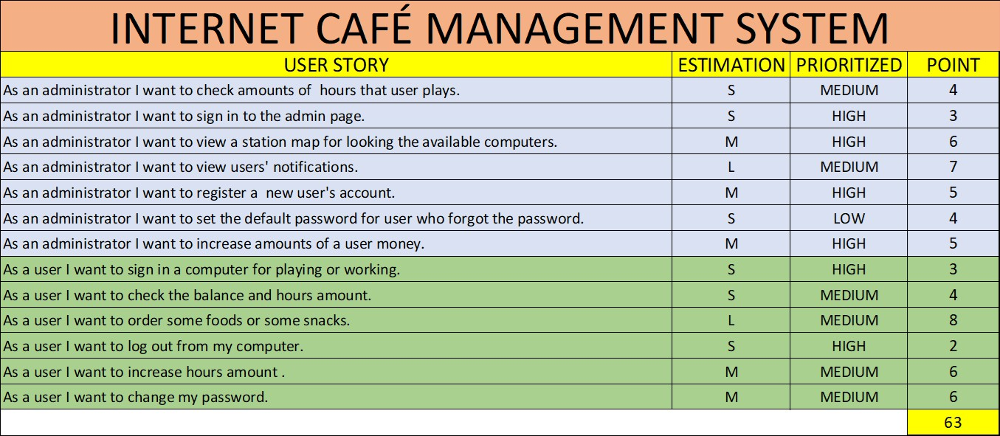 INTERNET CAFÉ MANAGEMENT SYSTEM
USER STORY ESTIMATION PRIORITIZED POINT
As an administrator I want to check amounts of  hours that user plays. S MEDIUM 4
As an administrator I want to sign in to the admin page. S HIGH 3
As an administrator I want to view a station map for looking the available computers. M HIGH 6
As an administrator I want to view users' notifications. L MEDIUM 7
As an administrator I want to register a  new user's account. M HIGH 5
As an administrator I want to set the default password for user who forgot the password. S LOW 4
As an administrator I want to increase amounts of a user money. M HIGH 5
As a user I want to sign in a computer for playing or working. S HIGH 3
As a user I want to check the balance and hours amount. S MEDIUM 4
As a user I want to order some foods or some snacks. L MEDIUM 8
As a user I want to log out from my computer. S HIGH 2
As a user I want to increase hours amount . M MEDIUM 6
As a user I want to change my password. M MEDIUM 6
63